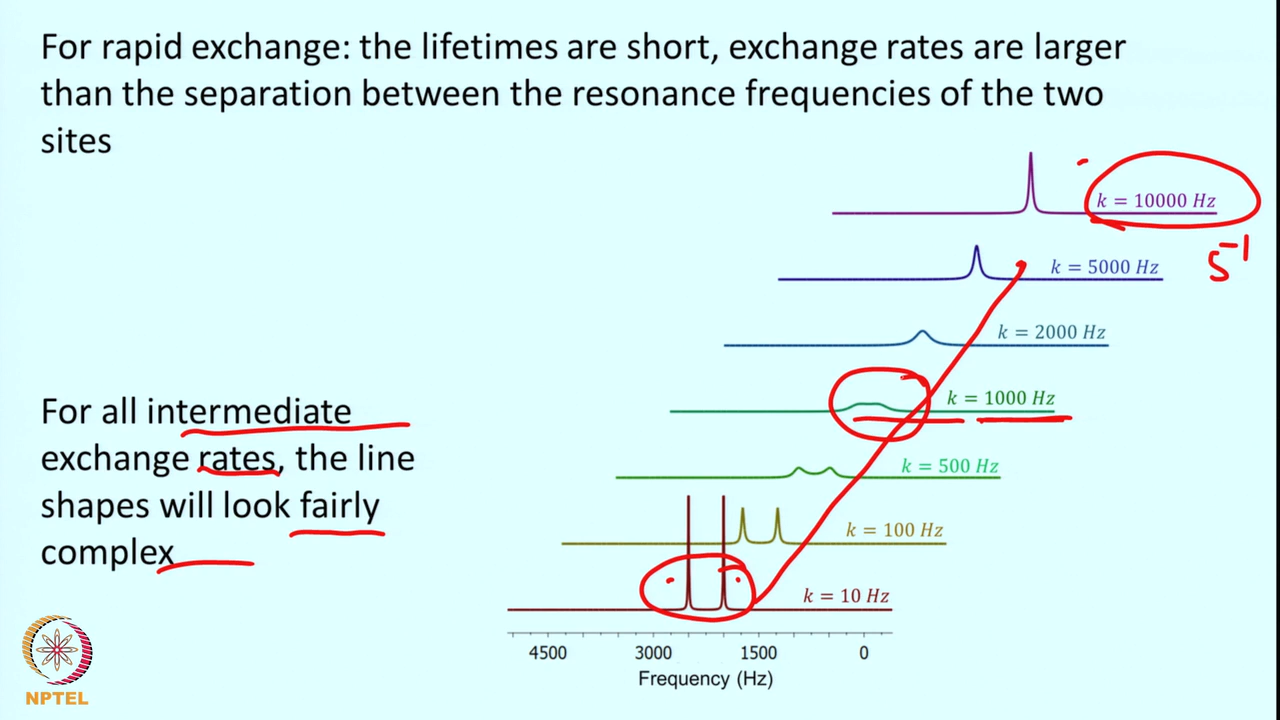 For rapid exchange: the lifetimes are short, exchange rates are larger
than the separation between the resonance frequencies of the two
sites
k = 10000 Hz
s⁻¹
k = 5000 Hz
k = 2000 Hz
k = 1000 Hz
For all intermediate
exchange rates, the line
shapes will look fairly
complex
k = 500 Hz
k = 100 Hz
k = 10 Hz
4500 3000 1500 0
Frequency (Hz)
NPTEL